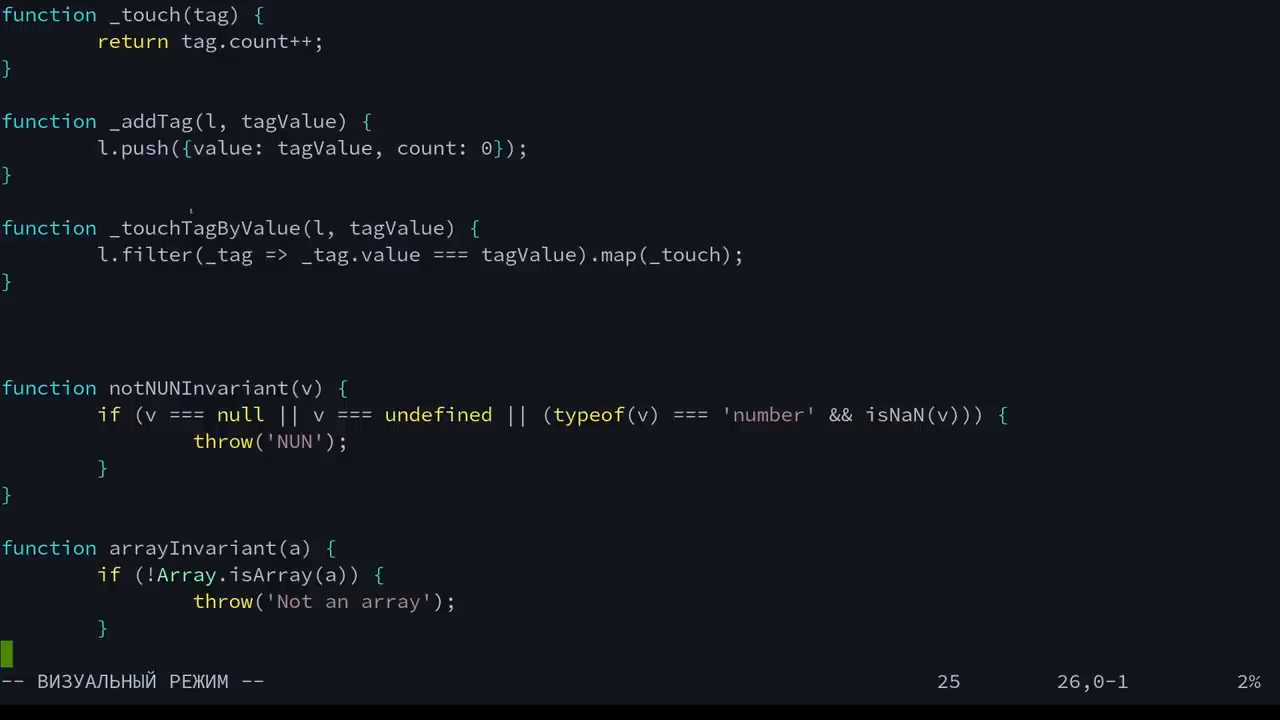 function _touch(tag) {
        return tag.count++;
}

function _addTag(l, tagValue) {
        l.push({value: tagValue, count: 0});
}

function _touchTagByValue(l, tagValue) {
        l.filter(_tag => _tag.value === tagValue).map(_touch);
}

function notNUNInvariant(v) {
        if (v === null || v === undefined || (typeof(v) === 'number' && isNaN(v))) {
                throw('NUN');
        }
}

function arrayInvariant(a) {
        if (!Array.isArray(a)) {
                throw('Not an array');
        }
-- ВИЗУАЛЬНЫЙ РЕЖИМ -- 25 26,0-1 2%